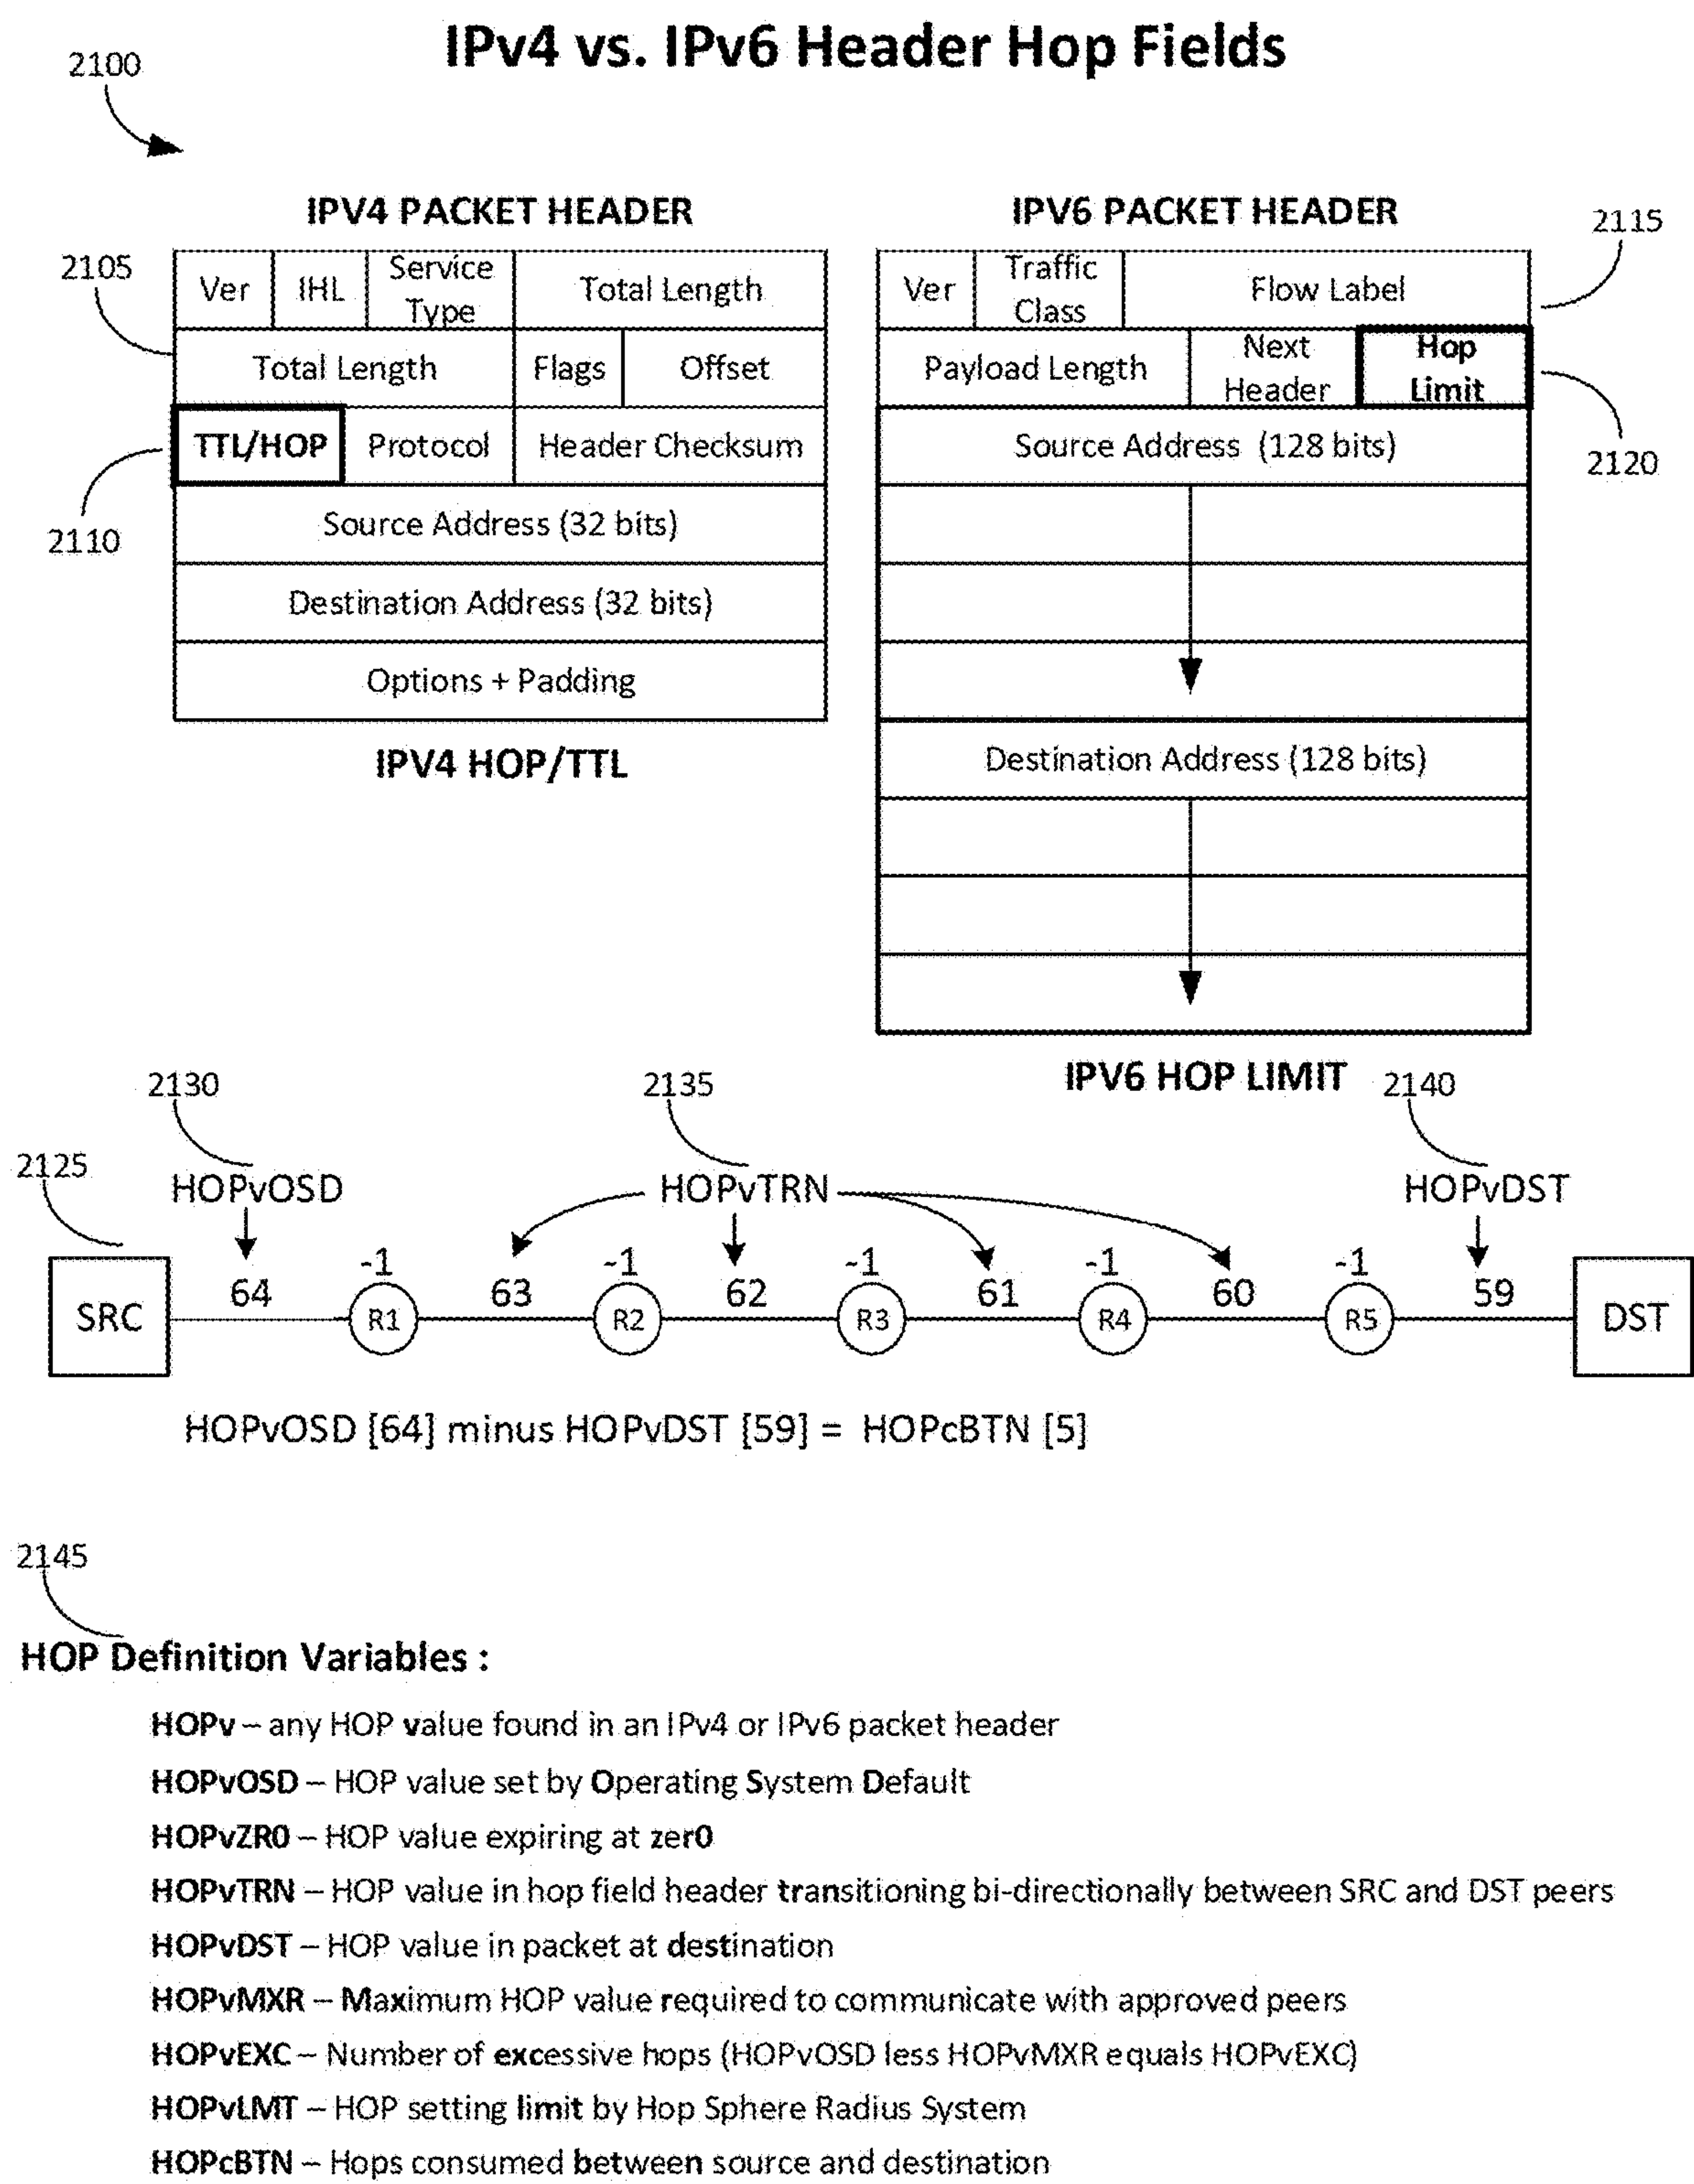 IPv4 vs. IPv6 Header Hop Fields
2100
IPV4 PACKET HEADER
2105
Ver IHL Service Type Total Length
Total Length Flags Offset
TTL/HOP Protocol Header Checksum
2110
Source Address (32 bits)
Destination Address (32 bits)
Options + Padding
IPV4 HOP/TTL
IPV6 PACKET HEADER
2115
Ver Traffic Class Flow Label
Payload Length Next Header Hop Limit
2120
Source Address (128 bits)
Destination Address (128 bits)
IPV6 HOP LIMIT
2130 2135 2140
2125
HOPvOSD HOPvTRN HOPvDST
-1 -1 -1 -1 -1
64 63 62 61 60 59
SRC R1 R2 R3 R4 R5 DST
HOPvOSD [64] minus HOPvDST [59] = HOPcBTN [5]
2145
HOP Definition Variables :
HOPv – any HOP value found in an IPv4 or IPv6 packet header
HOPvOSD – HOP value set by Operating System Default
HOPvZR0 – HOP value expiring at zer0
HOPvTRN – HOP value in hop field header transitioning bi-directionally between SRC and DST peers
HOPvDST – HOP value in packet at destination
HOPvMXR – Maximum HOP value required to communicate with approved peers
HOPvEXC – Number of excessive hops (HOPvOSD less HOPvMXR equals HOPvEXC)
HOPvLMT – HOP setting limit by Hop Sphere Radius System
HOPcBTN – Hops consumed between source and destination